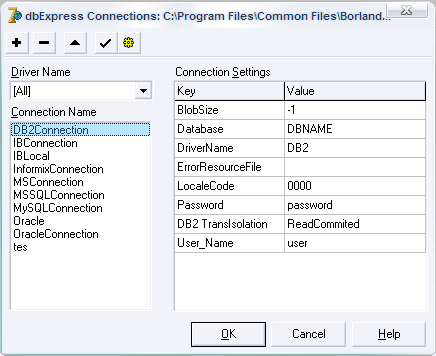 dbExpress Connections: C:\Program Files\Common Files\Borland...
Driver Name
[All]
Connection Name
DB2Connection
IBConnection
IBLocal
InformixConnection
MSConnection
MSSQLConnection
MySQLConnection
Oracle
OracleConnection
tes
Connection Settings
Key Value
BlobSize -1
Database DBNAME
DriverName DB2
ErrorResourceFile
LocaleCode 0000
Password password
DB2 TransIsolation ReadCommited
User_Name user
OK Cancel Help